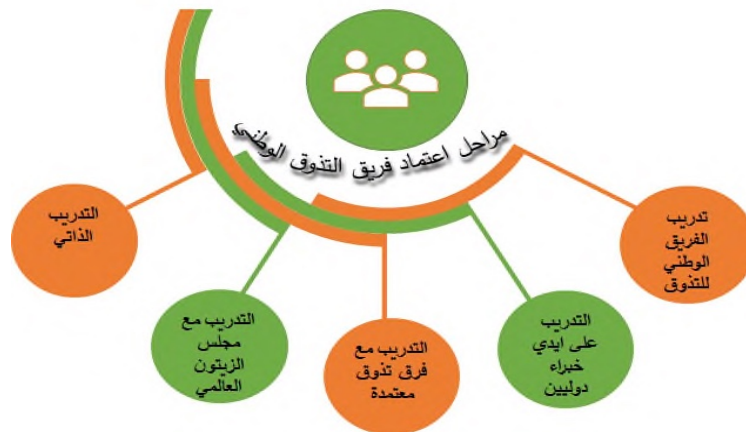 مراحل اعتماد فريق التذوق الوطني
تدريب
الفريق
الوطني
للتذوق
التدريب
على ايدي
خبراء
دوليين
التدريب مع
فرق تذوق
معتمدة
التدريب مع
مجلس
الزيتون
العالمي
التدريب
الذاتي